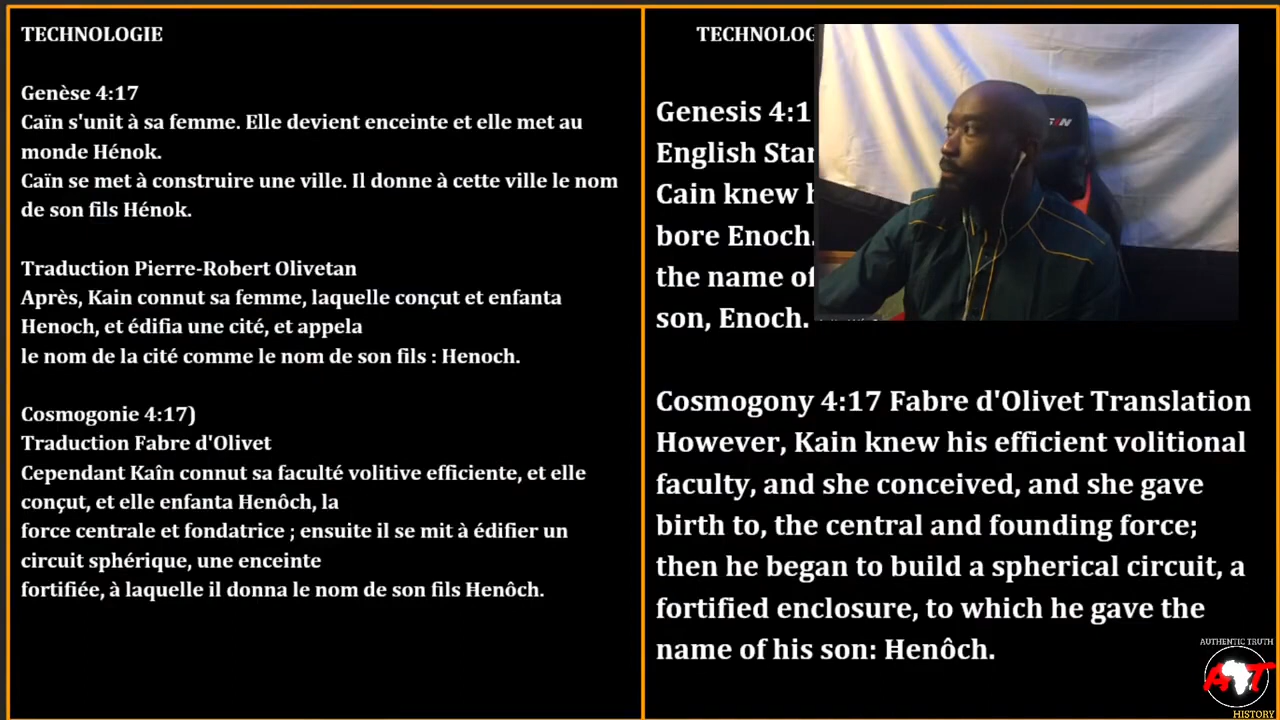 TECHNOLOGIE
Genèse 4:17
Caïn s'unit à sa femme. Elle devient enceinte et elle met au
monde Hénok.
Caïn se met à construire une ville. Il donne à cette ville le nom
de son fils Hénok.
Traduction Pierre-Robert Olivetan
Après, Kain connut sa femme, laquelle conçut et enfanta
Henoch, et édifia une cité, et appela
le nom de la cité comme le nom de son fils : Henoch.
Cosmogonie 4:17)
Traduction Fabre d'Olivet
Cependant Kaîn connut sa faculté volitive efficiente, et elle
conçut, et elle enfanta Henôch, la
force centrale et fondatrice ; ensuite il se mit à édifier un
circuit sphérique, une enceinte
fortifiée, à laquelle il donna le nom de son fils Henôch.
TECHNOLOG
Genesis 4:1
English Stan
Cain knew
bore Enoch.
the name of
son, Enoch.
Cosmogony 4:17 Fabre d'Olivet Translation
However, Kain knew his efficient volitional
faculty, and she conceived, and she gave
birth to, the central and founding force;
then he began to build a spherical circuit, a
fortified enclosure, to which he gave the
name of his son: Henôch.
AUTHENTIC TRUTH
AT
HISTORY